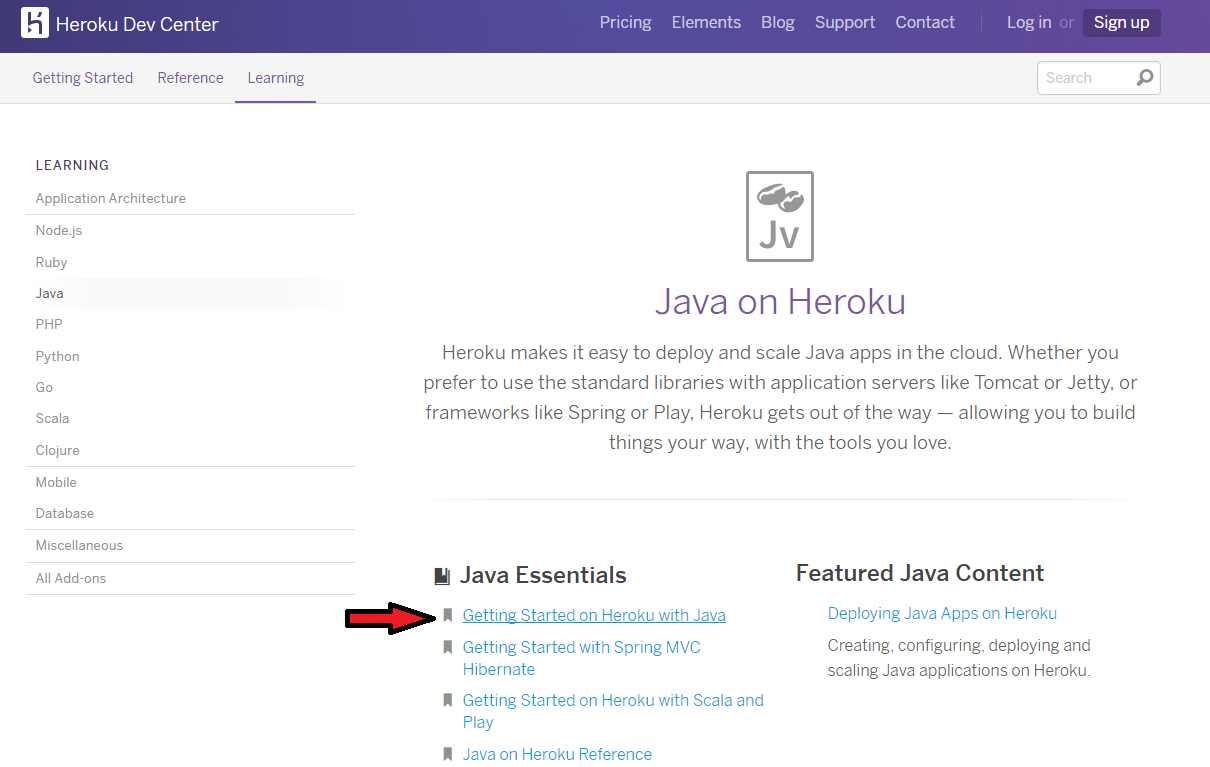 Heroku Dev Center
Pricing Elements Blog Support Contact Log in or Sign up
Getting Started Reference Learning
Search
LEARNING
Application Architecture
Node.js
Ruby
Java
PHP
Python
Go
Scala
Clojure
Mobile
Database
Miscellaneous
All Add-ons
Jv
Java on Heroku
Heroku makes it easy to deploy and scale Java apps in the cloud. Whether you
prefer to use the standard libraries with application servers like Tomcat or Jetty, or
frameworks like Spring or Play, Heroku gets out of the way — allowing you to build
things your way, with the tools you love.
Java Essentials
Getting Started on Heroku with Java
Getting Started with Spring MVC
Hibernate
Getting Started on Heroku with Scala and
Play
Java on Heroku Reference
Featured Java Content
Deploying Java Apps on Heroku
Creating, configuring, deploying and
scaling Java applications on Heroku.